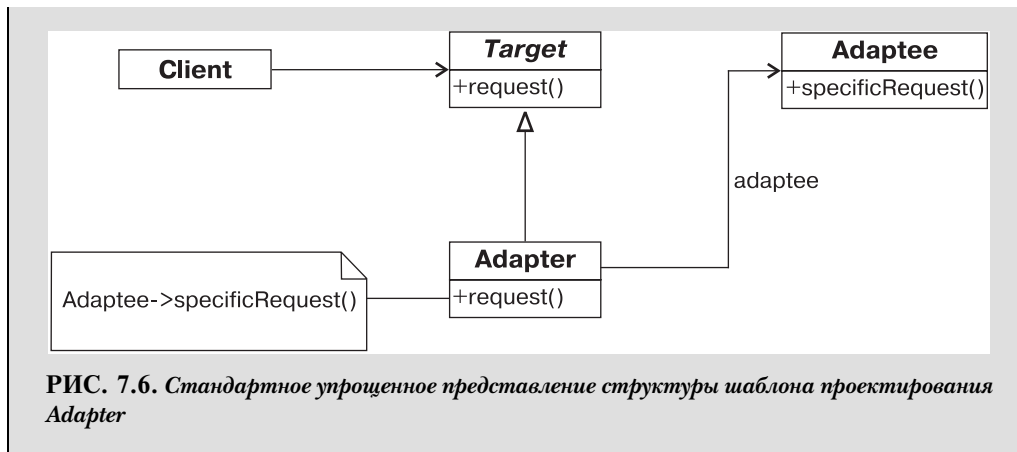 Client
Target
+request()
Adaptee
+specificRequest()
adaptee
Adapter
+request()
Adaptee->specificRequest()
РИС. 7.6. Стандартное упрощенное представление структуры шаблона проектирования
Adapter